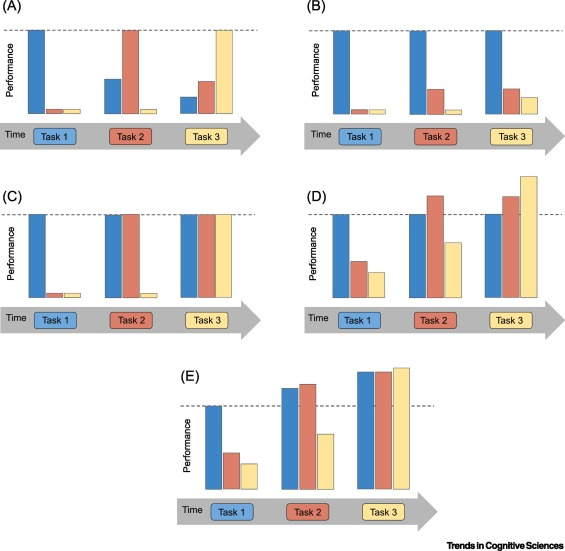 (A)
Performance
Time Task 1 Task 2 Task 3
(B)
Performance
Time Task 1 Task 2 Task 3
(C)
Performance
Time Task 1 Task 2 Task 3
(D)
Performance
Time Task 1 Task 2 Task 3
(E)
Performance
Time Task 1 Task 2 Task 3
Trends in Cognitive Sciences